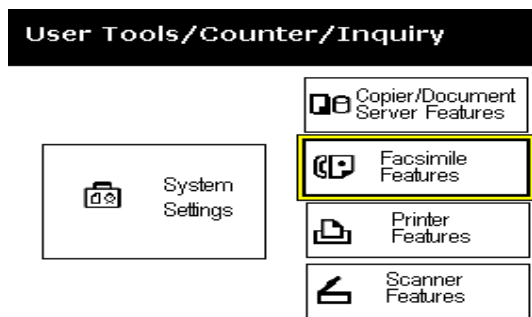 User Tools/Counter/Inquiry
Copier/Document
Server Features
Facsimile
Features
System
Settings
Printer
Features
Scanner
Features